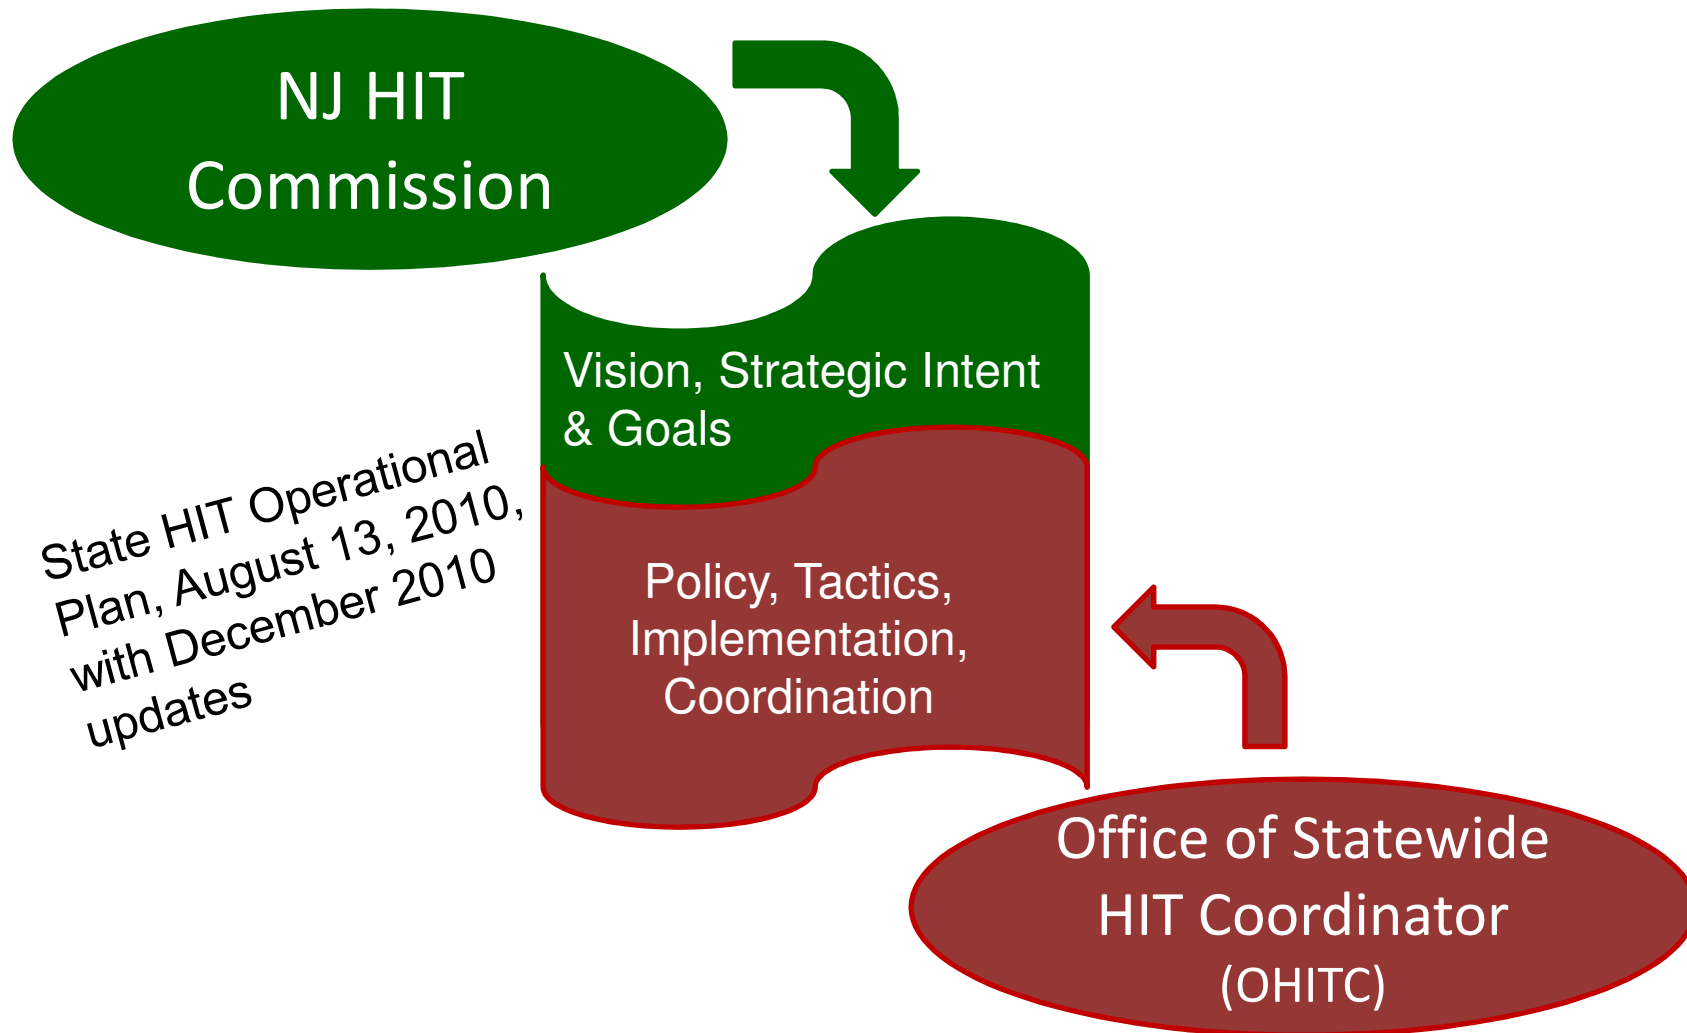 NJ HIT
Commission
Vision, Strategic Intent
& Goals
State HIT Operational
Plan, August 13, 2010,
with December 2010
updates
Policy, Tactics,
Implementation,
Coordination
Office of Statewide
HIT Coordinator
(OHITC)